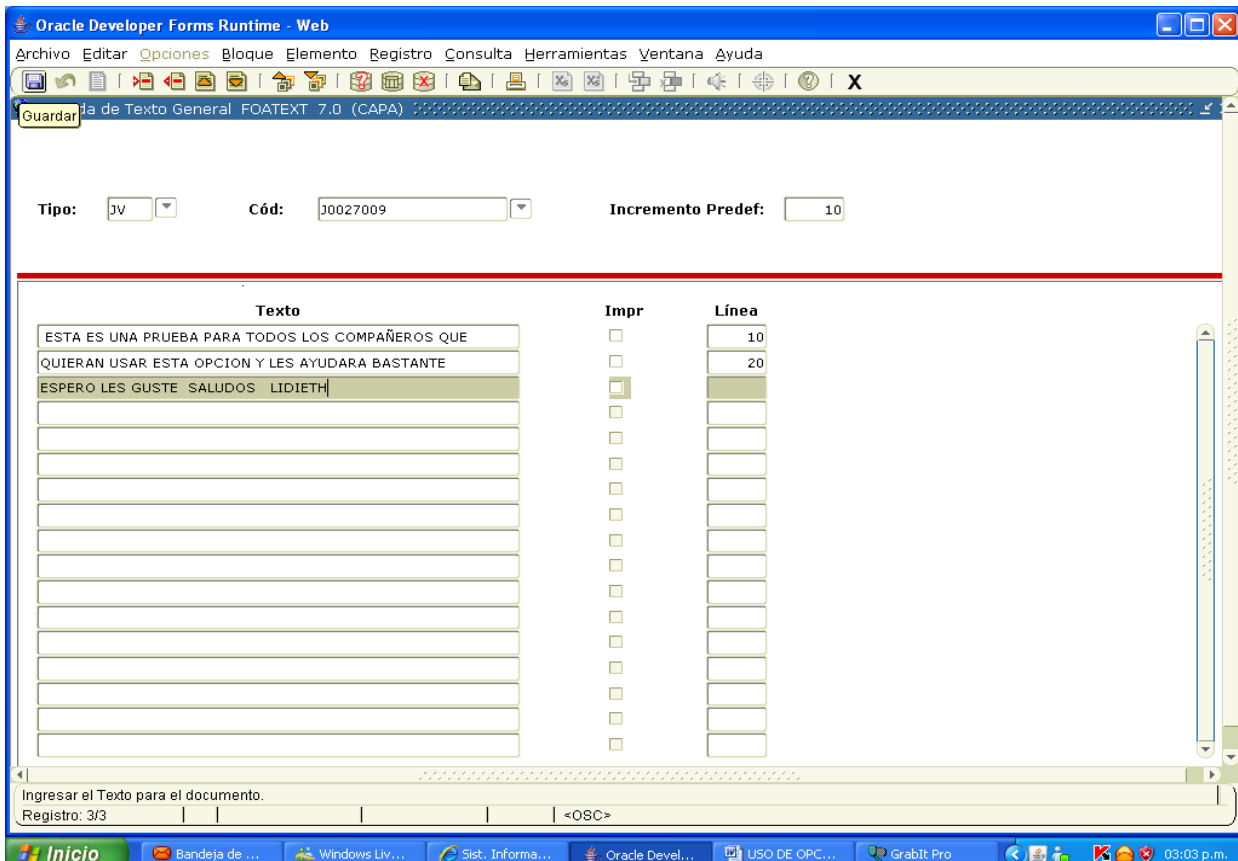 Oracle Developer Forms Runtime - Web
Archivo Editar Opciones Bloque Elemento Registro Consulta Herramientas Ventana Ayuda
X
Guardar
da de Texto General FOATEXT 7.0 (CAPA)
Tipo: JV Cód: J0027009 Incremento Predef: 10
Texto Impr Línea
ESTA ES UNA PRUEBA PARA TODOS LOS COMPAÑEROS QUE 10
QUIERAN USAR ESTA OPCION Y LES AYUDARA BASTANTE 20
ESPERO LES GUSTE SALUDOS LIDIETH
Ingresar el Texto para el documento.
Registro: 3/3 <OSC>
Inicio Bandeja de ... Windows Liv... Sist. Informa... Oracle Devel... USO DE OPC... GrabIt Pro 03:03 p.m.